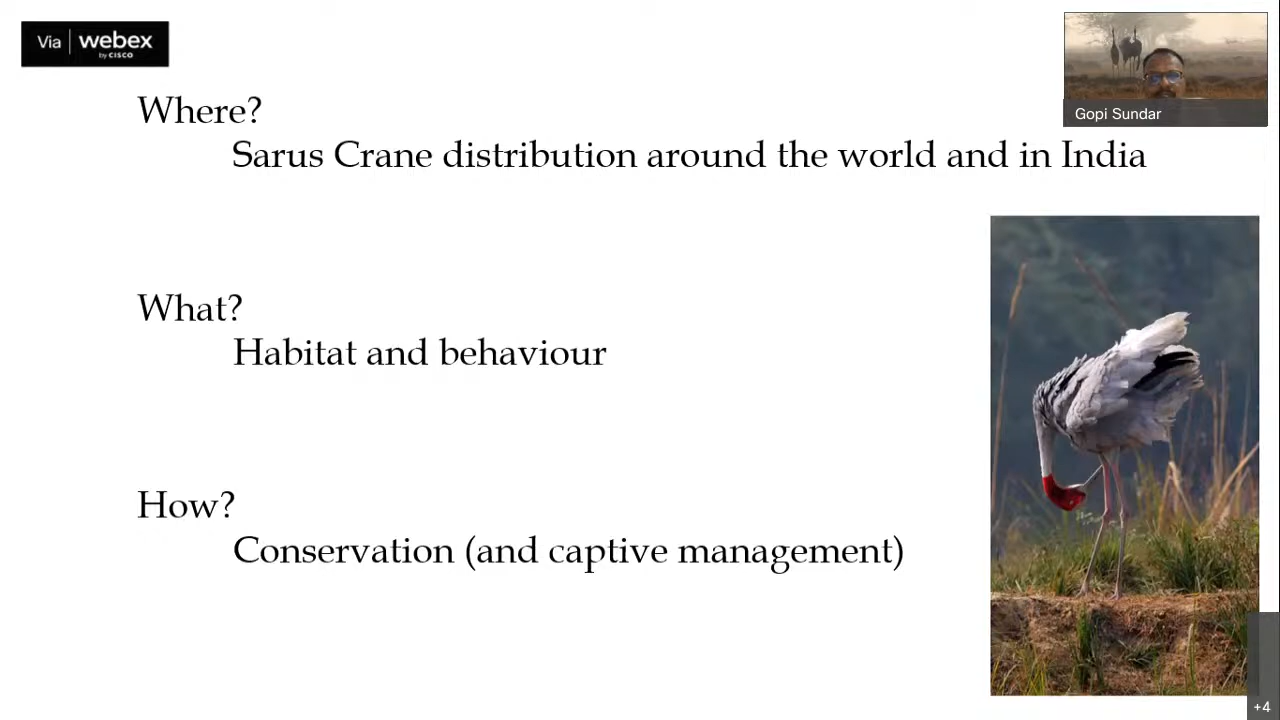 Via | webex
by CISCO
Gopi Sundar
Where?
Sarus Crane distribution around the world and in India
What?
Habitat and behaviour
How?
Conservation (and captive management)
+4